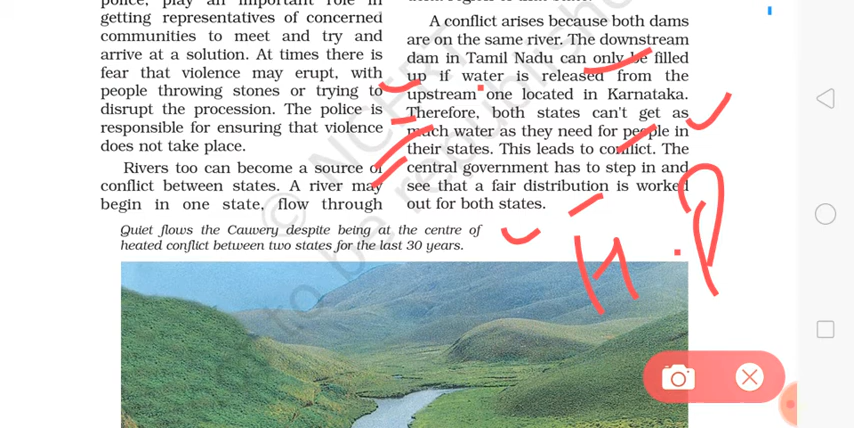 police, play an important role in
getting representatives of concerned
communities to meet and try and
arrive at a solution. At times there is
fear that violence may erupt, with
people throwing stones or trying to
disrupt the procession. The police is
responsible for ensuring that violence
does not take place.
Rivers too can become a source of
conflict between states. A river may
begin in one state, flow through
A conflict arises because both dams
are on the same river. The downstream
dam in Tamil Nadu can only be filled
up if water is released from the
upstream one located in Karnataka.
Therefore, both states can't get as
much water as they need for people in
their states. This leads to conflict. The
central government has to step in and
see that a fair distribution is worked
out for both states.
Quiet flows the Cauvery despite being at the centre of
heated conflict between two states for the last 30 years.
© NCERT
to be republished